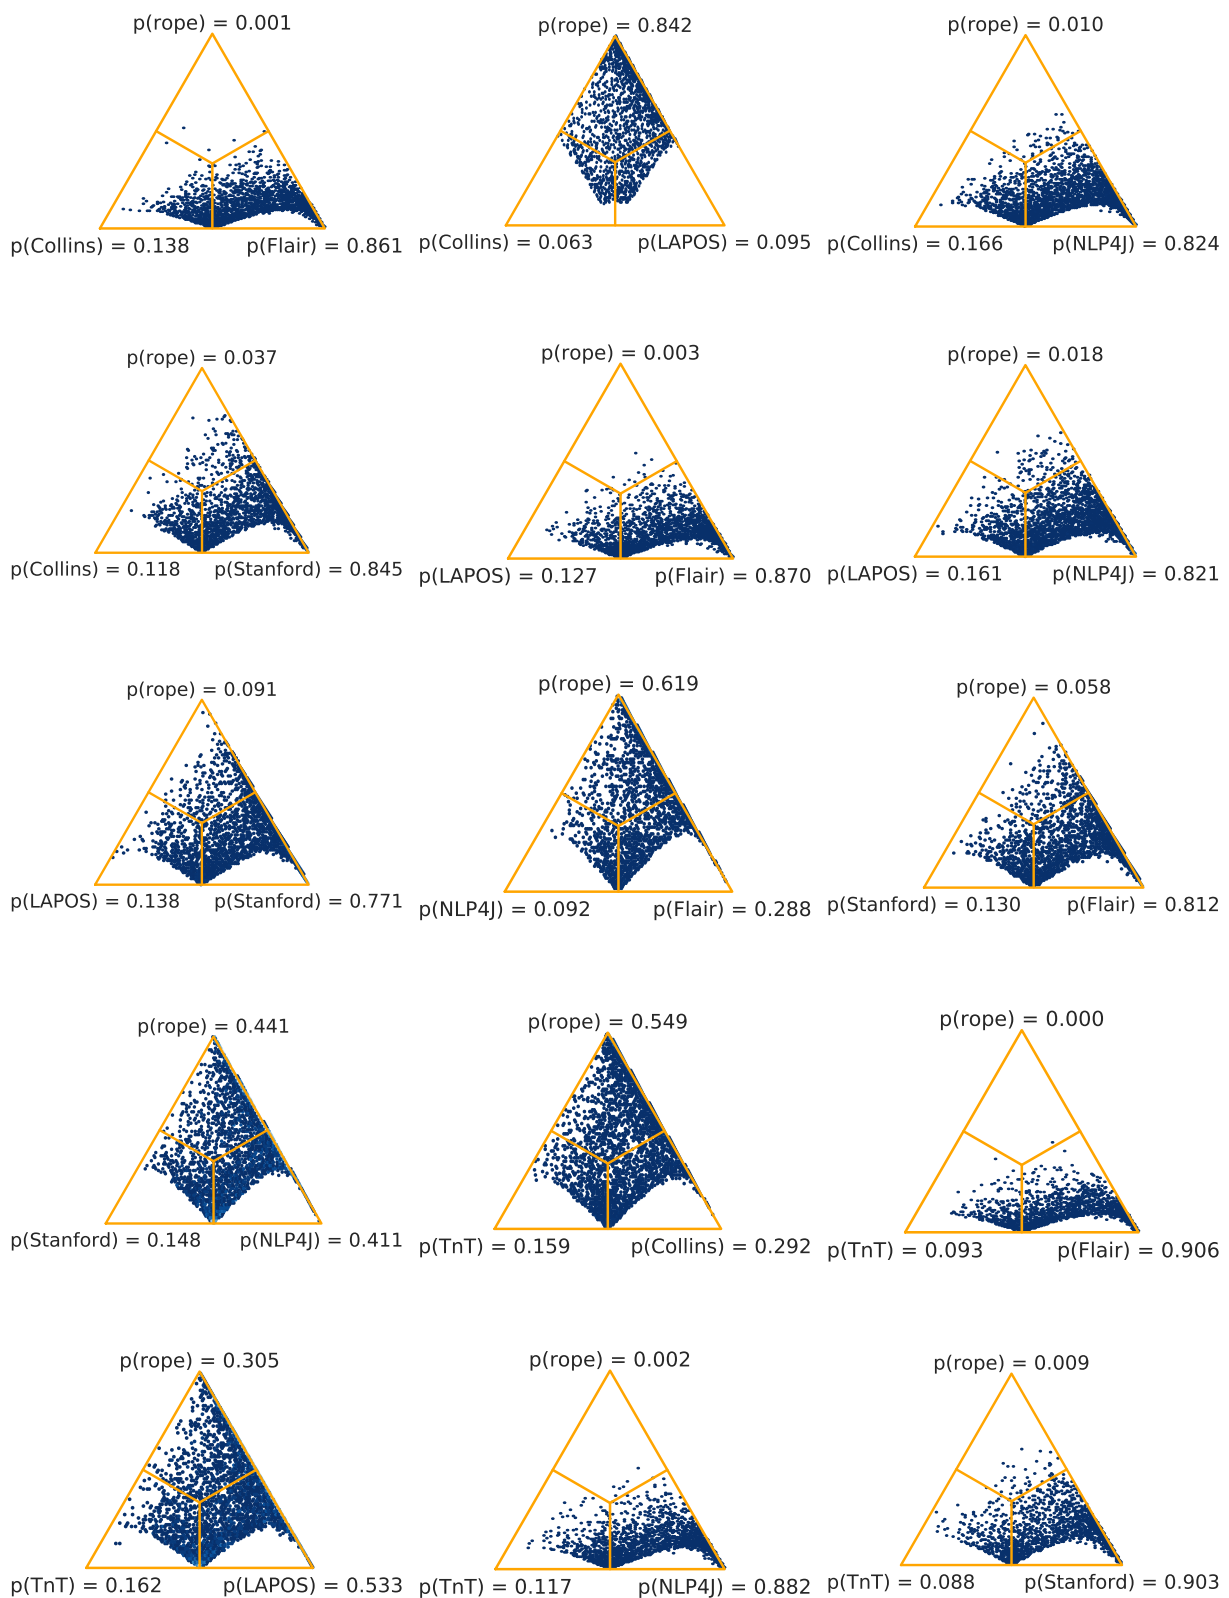 p(rope) = 0.001
p(rope) = 0.842
p(rope) = 0.010
p(Collins) = 0.138 p(Flair) = 0.861
p(Collins) = 0.063 p(LAPOS) = 0.095
p(Collins) = 0.166 p(NLP4J) = 0.824
p(rope) = 0.037
p(rope) = 0.003
p(rope) = 0.018
p(Collins) = 0.118 p(Stanford) = 0.845
p(LAPOS) = 0.127 p(Flair) = 0.870
p(LAPOS) = 0.161 p(NLP4J) = 0.821
p(rope) = 0.091
p(rope) = 0.619
p(rope) = 0.058
p(LAPOS) = 0.138 p(Stanford) = 0.771
p(NLP4J) = 0.092 p(Flair) = 0.288
p(Stanford) = 0.130 p(Flair) = 0.812
p(rope) = 0.441
p(rope) = 0.549
p(rope) = 0.000
p(Stanford) = 0.148 p(NLP4J) = 0.411
p(TnT) = 0.159 p(Collins) = 0.292
p(TnT) = 0.093 p(Flair) = 0.906
p(rope) = 0.305
p(rope) = 0.002
p(rope) = 0.009
p(TnT) = 0.162 p(LAPOS) = 0.533
p(TnT) = 0.117 p(NLP4J) = 0.882
p(TnT) = 0.088 p(Stanford) = 0.903